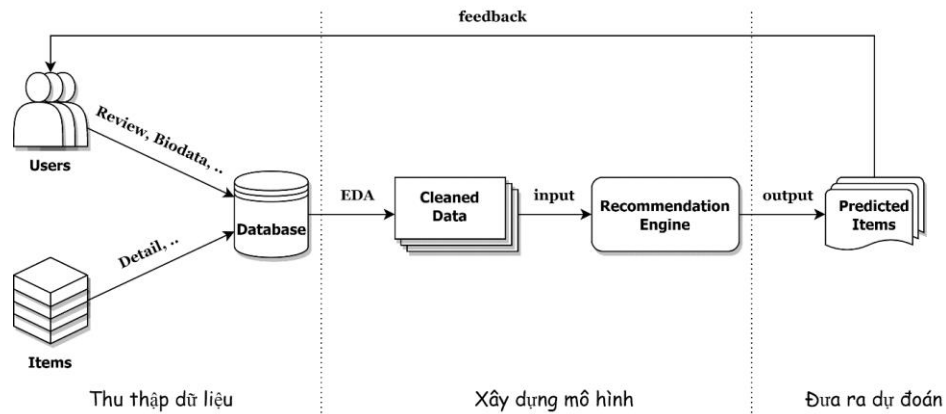 feedback
Users
Review, Biodata, ..
Items
Detail, ..
Database
EDA
Cleaned
Data
input
Recommendation
Engine
output
Predicted
Items
Thu thập dữ liệu
Xây dựng mô hình
Đưa ra dự đoán